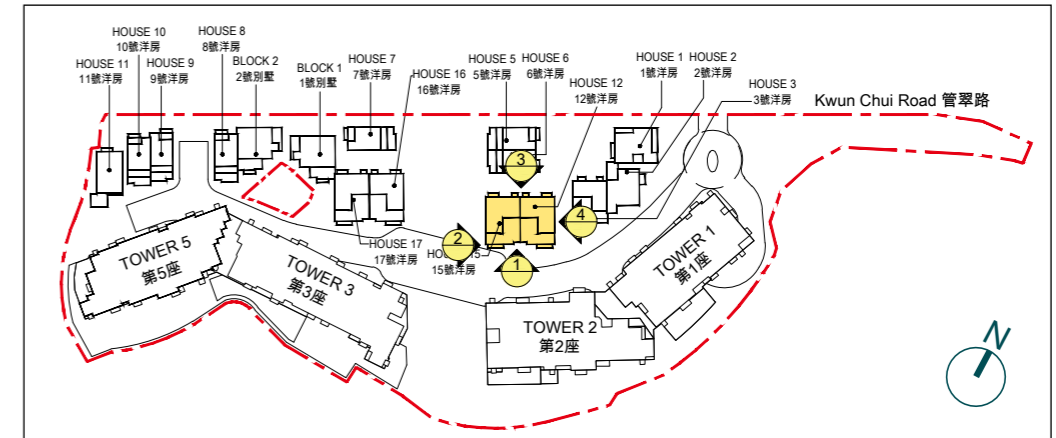 HOUSE 10
10號洋房
HOUSE 8
8號洋房
HOUSE 11
11號洋房
HOUSE 9
9號洋房
BLOCK 2
2號別墅
BLOCK 1
1號別墅
HOUSE 7
7號洋房
HOUSE 16
16號洋房
HOUSE 5
5號洋房
HOUSE 6
6號洋房
HOUSE 12
12號洋房
HOUSE 1
1號洋房
HOUSE 2
2號洋房
HOUSE 3
3號洋房
Kwun Chui Road 管翠路
3
4
2
1
HOUSE 17
17號洋房
15
15號洋房
TOWER 5
第5座
TOWER 3
第3座
TOWER 2
第2座
TOWER 1
第1座
N